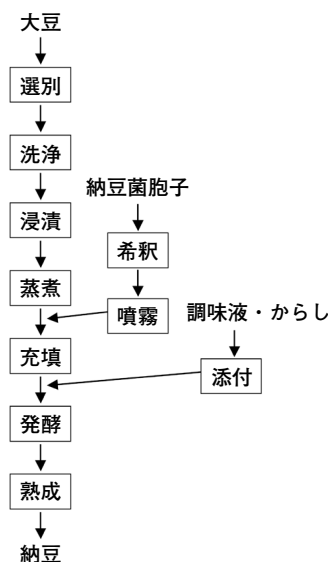 大豆
選別
洗浄
浸漬
蒸煮
充填
発酵
熟成
納豆
納豆菌胞子
希釈
噴霧
調味液・からし
添付